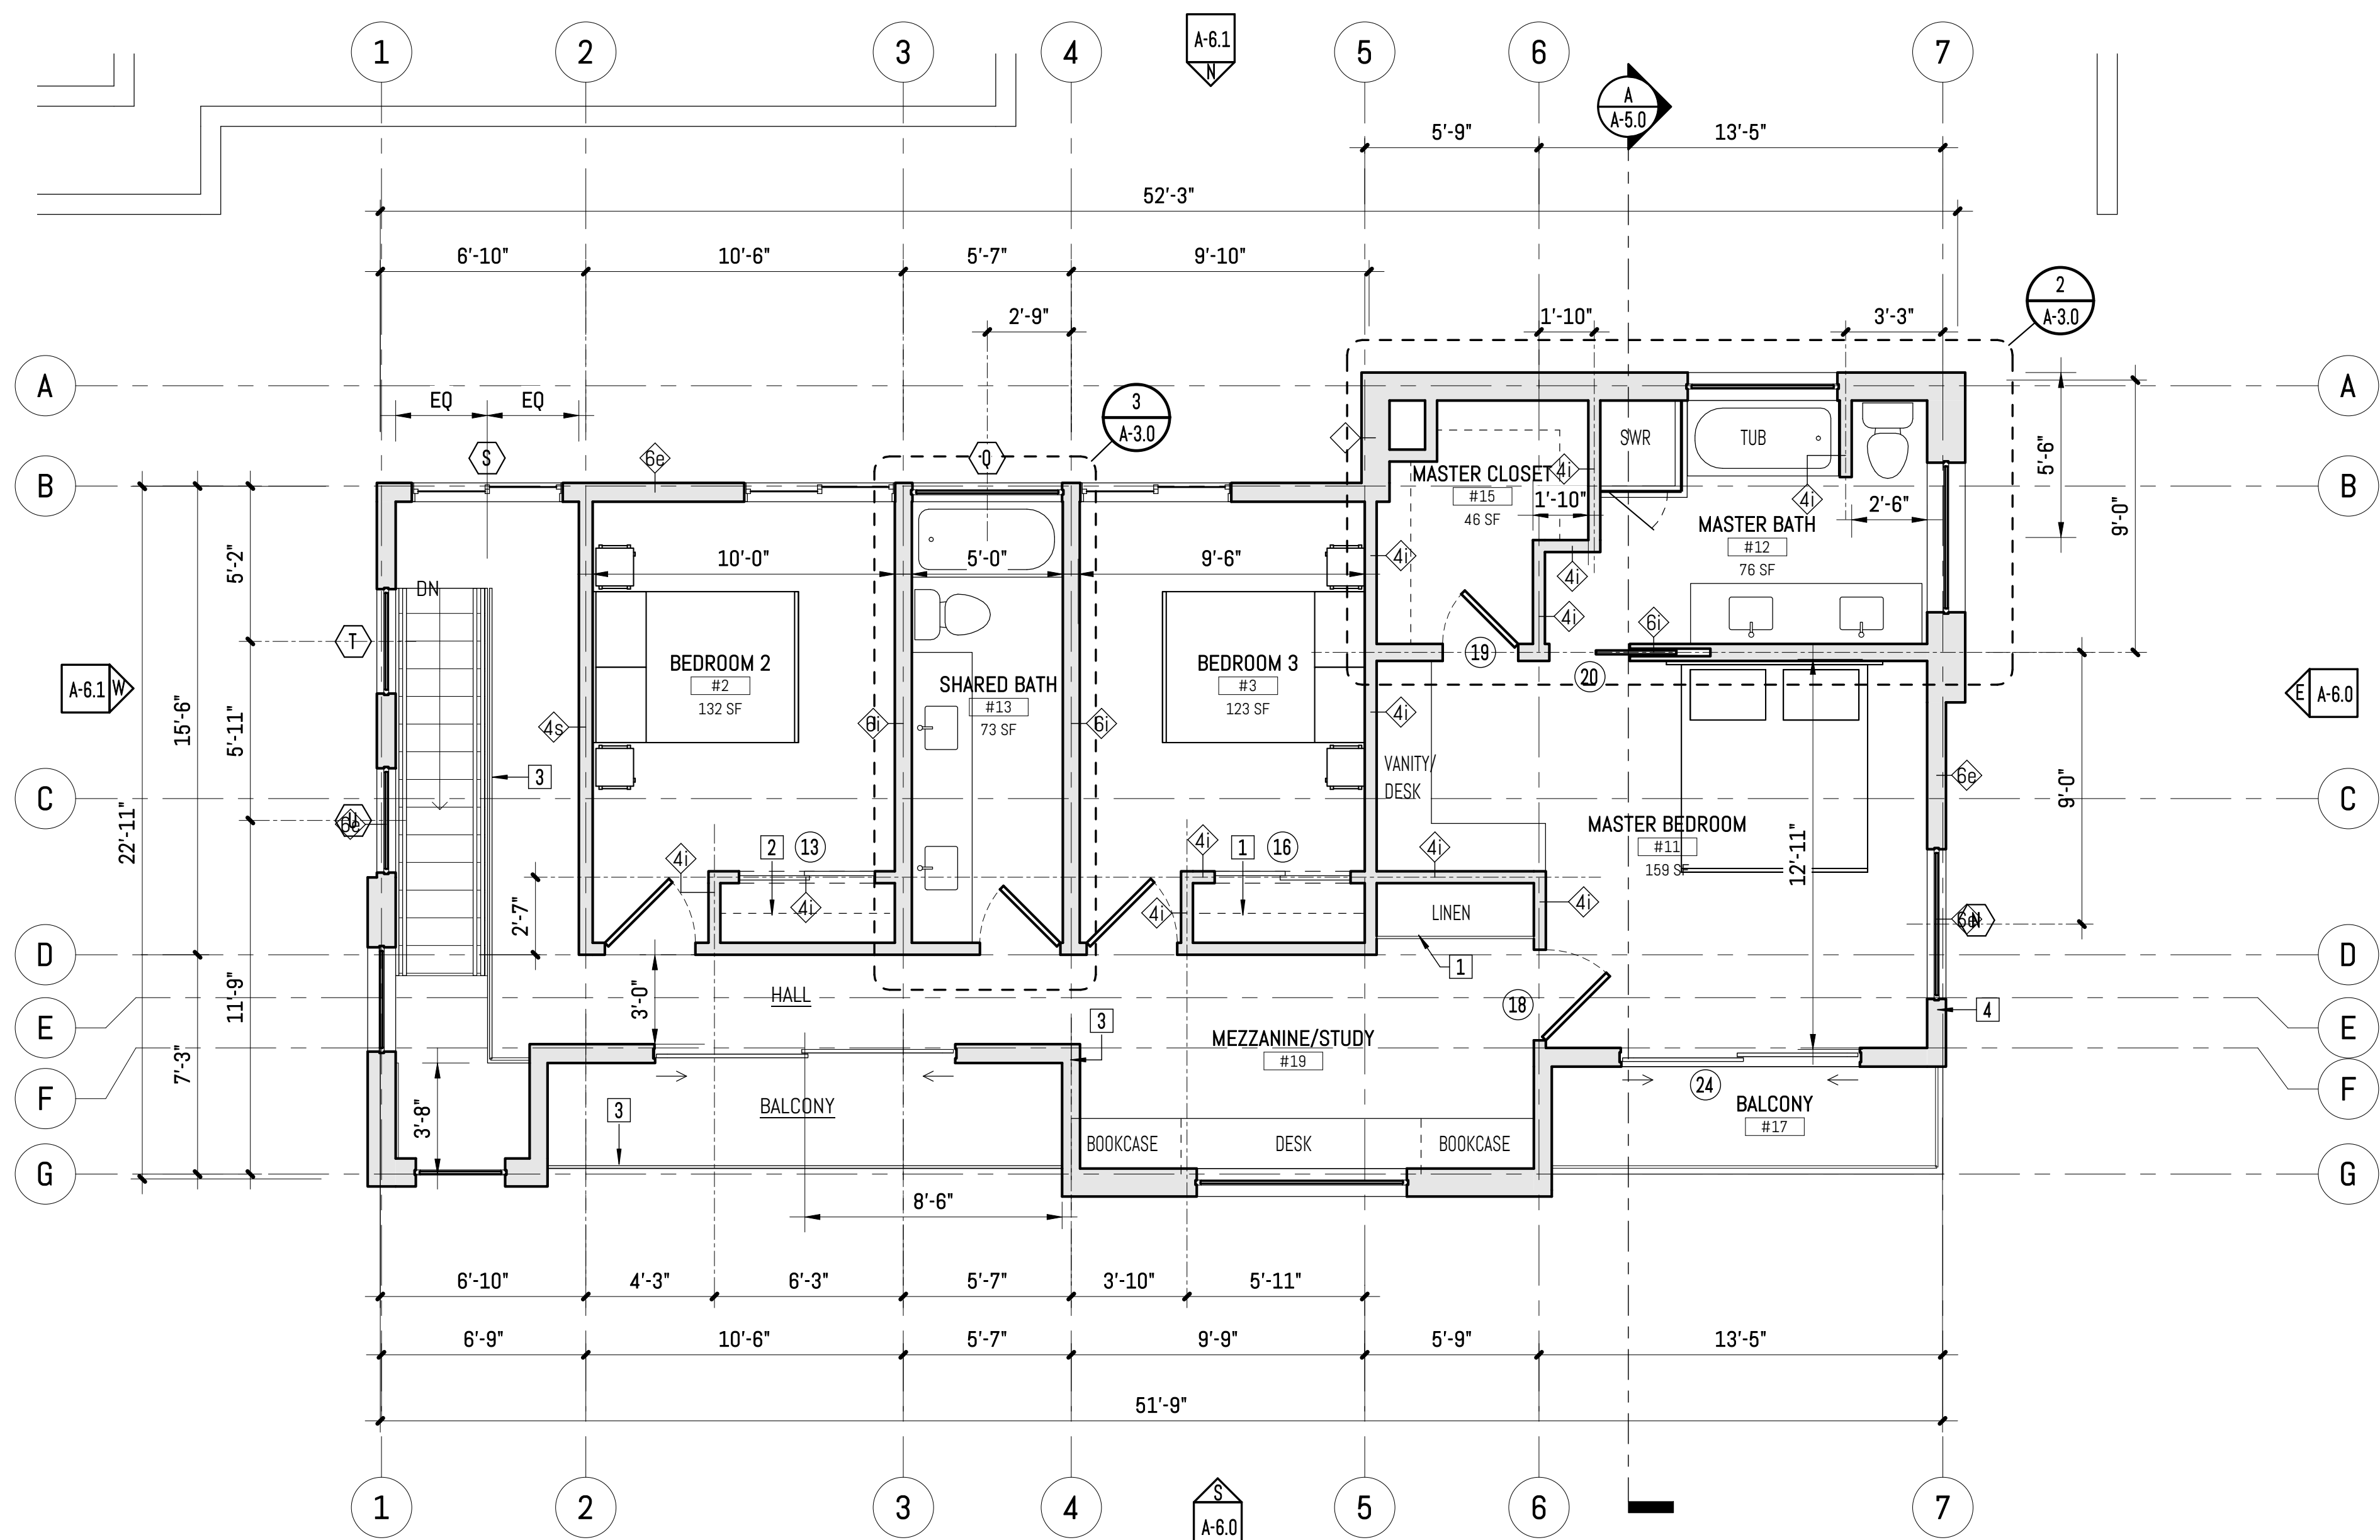 1 2 3 4 5 6 7
A-6.1
N
A
A-5.0
5'-9" 13'-5"
52'-3"
6'-10" 10'-6" 5'-7" 9'-10"
2
A-3.0
2'-9" 1'-10" 3'-3"
A A
EQ EQ
3
A-3.0
S 6e Q
SWR TUB
5'-6"
MASTER CLOSET 4i
#15
46 SF
1'-10"
4i
2'-6"
B B
9'-0"
MASTER BATH
#12
76 SF
5'-2"
10'-0" 5'-0" 9'-6"
4i
4i
DN
4i
6i
T
19
20
A-6.1 W
E A-6.0
BEDROOM 2
#2
132 SF
SHARED BATH
#13
73 SF
BEDROOM 3
#3
123 SF
15'-6"
5'-11"
4s 6i 6i 4i
VANITY/
DESK
3
6e
C C
22'-11"
9'-0"
6e
MASTER BEDROOM
#11
159 SF
12'-11"
4i 2 13 4i 1 16 4i
4i 4i 4i
LINEN
2'-7"
6e N
D D
1
11'-9"
HALL
3'-0"
18
4
E E
3
MEZZANINE/STUDY
#19
7'-3"
F F
24
3'-8"
3
BALCONY
BALCONY
#17
BOOKCASE DESK BOOKCASE
G G
8'-6"
6'-10" 4'-3" 6'-3" 5'-7" 3'-10" 5'-11"
6'-9" 10'-6" 5'-7" 9'-9" 5'-9" 13'-5"
51'-9"
1 2 3 4 5 6 7
S
A-6.0